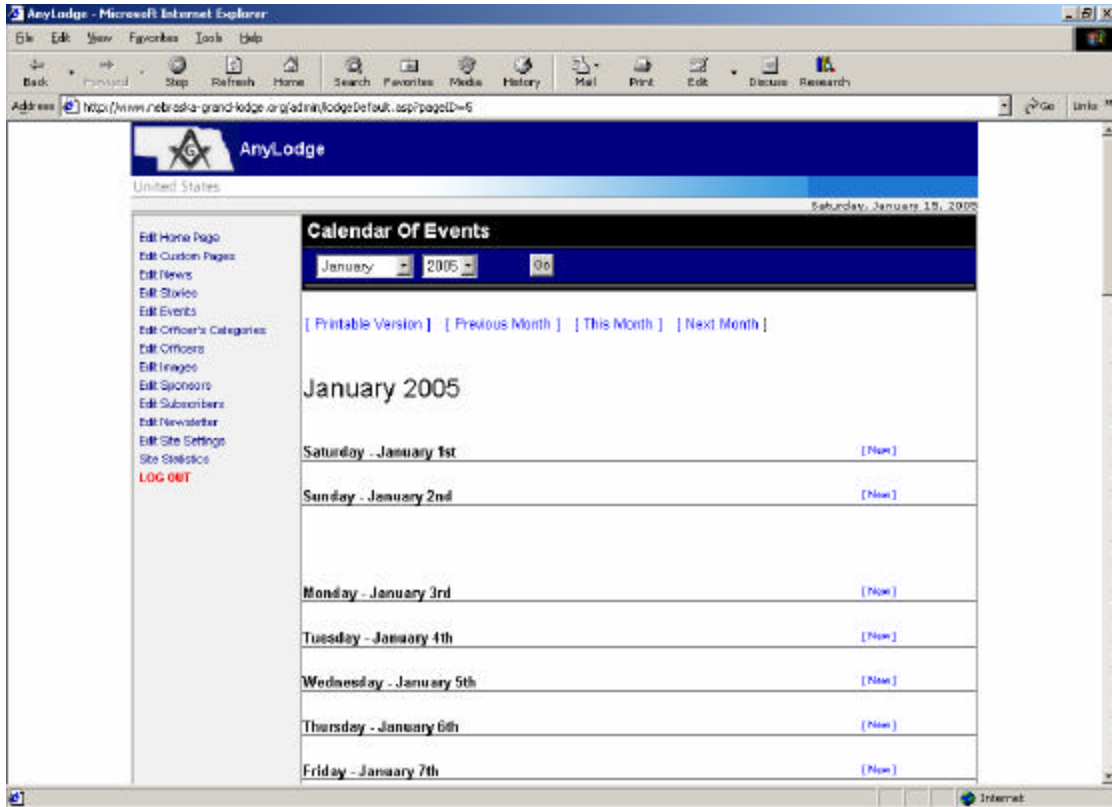 AnyLodge - Microsoft Internet Explorer
File Edit View Favorites Tools Help
Back Forward Stop Refresh Home Search Favorites Media History Mail Print Edit Discuss Research
Address http://www.nebraska-grand-lodge.org/admin/lodgeDefault.asp?pageID=5 Go Links »
G AnyLodge
United States
Saturday, January 15, 2005
Edit Home Page
Edit Custom Pages
Edit News
Edit Stories
Edit Events
Edit Officer's Categories
Edit Officers
Edit Images
Edit Sponsors
Edit Subscribers
Edit Newsletter
Edit Site Settings
Site Statistics
LOG OUT
Calendar Of Events
January 2005 Go
[ Printable Version ] [ Previous Month ] [ This Month ] [ Next Month ]
January 2005
Saturday - January 1st [ New ]
Sunday - January 2nd [ New ]
Monday - January 3rd [ New ]
Tuesday - January 4th [ New ]
Wednesday - January 5th [ New ]
Thursday - January 6th [ New ]
Friday - January 7th [ New ]
Internet